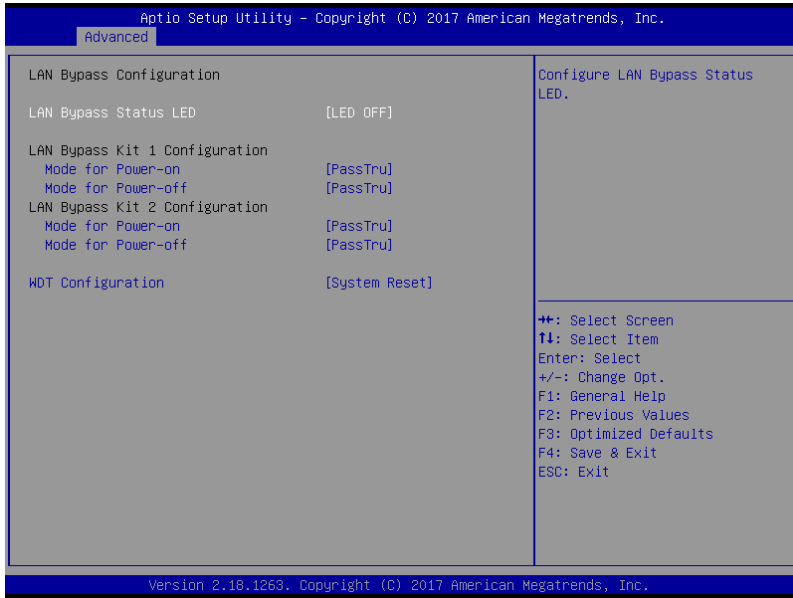 Aptio Setup Utility – Copyright (C) 2017 American Megatrends, Inc.
Advanced
LAN Bypass Configuration
LAN Bypass Status LED [LED OFF]
LAN Bypass Kit 1 Configuration
Mode for Power-on [PassTru]
Mode for Power-off [PassTru]
LAN Bypass Kit 2 Configuration
Mode for Power-on [PassTru]
Mode for Power-off [PassTru]
WDT Configuration [System Reset]
Configure LAN Bypass Status
LED.
→←: Select Screen
↑↓: Select Item
Enter: Select
+/-: Change Opt.
F1: General Help
F2: Previous Values
F3: Optimized Defaults
F4: Save & Exit
ESC: Exit
Version 2.18.1263. Copyright (C) 2017 American Megatrends, Inc.